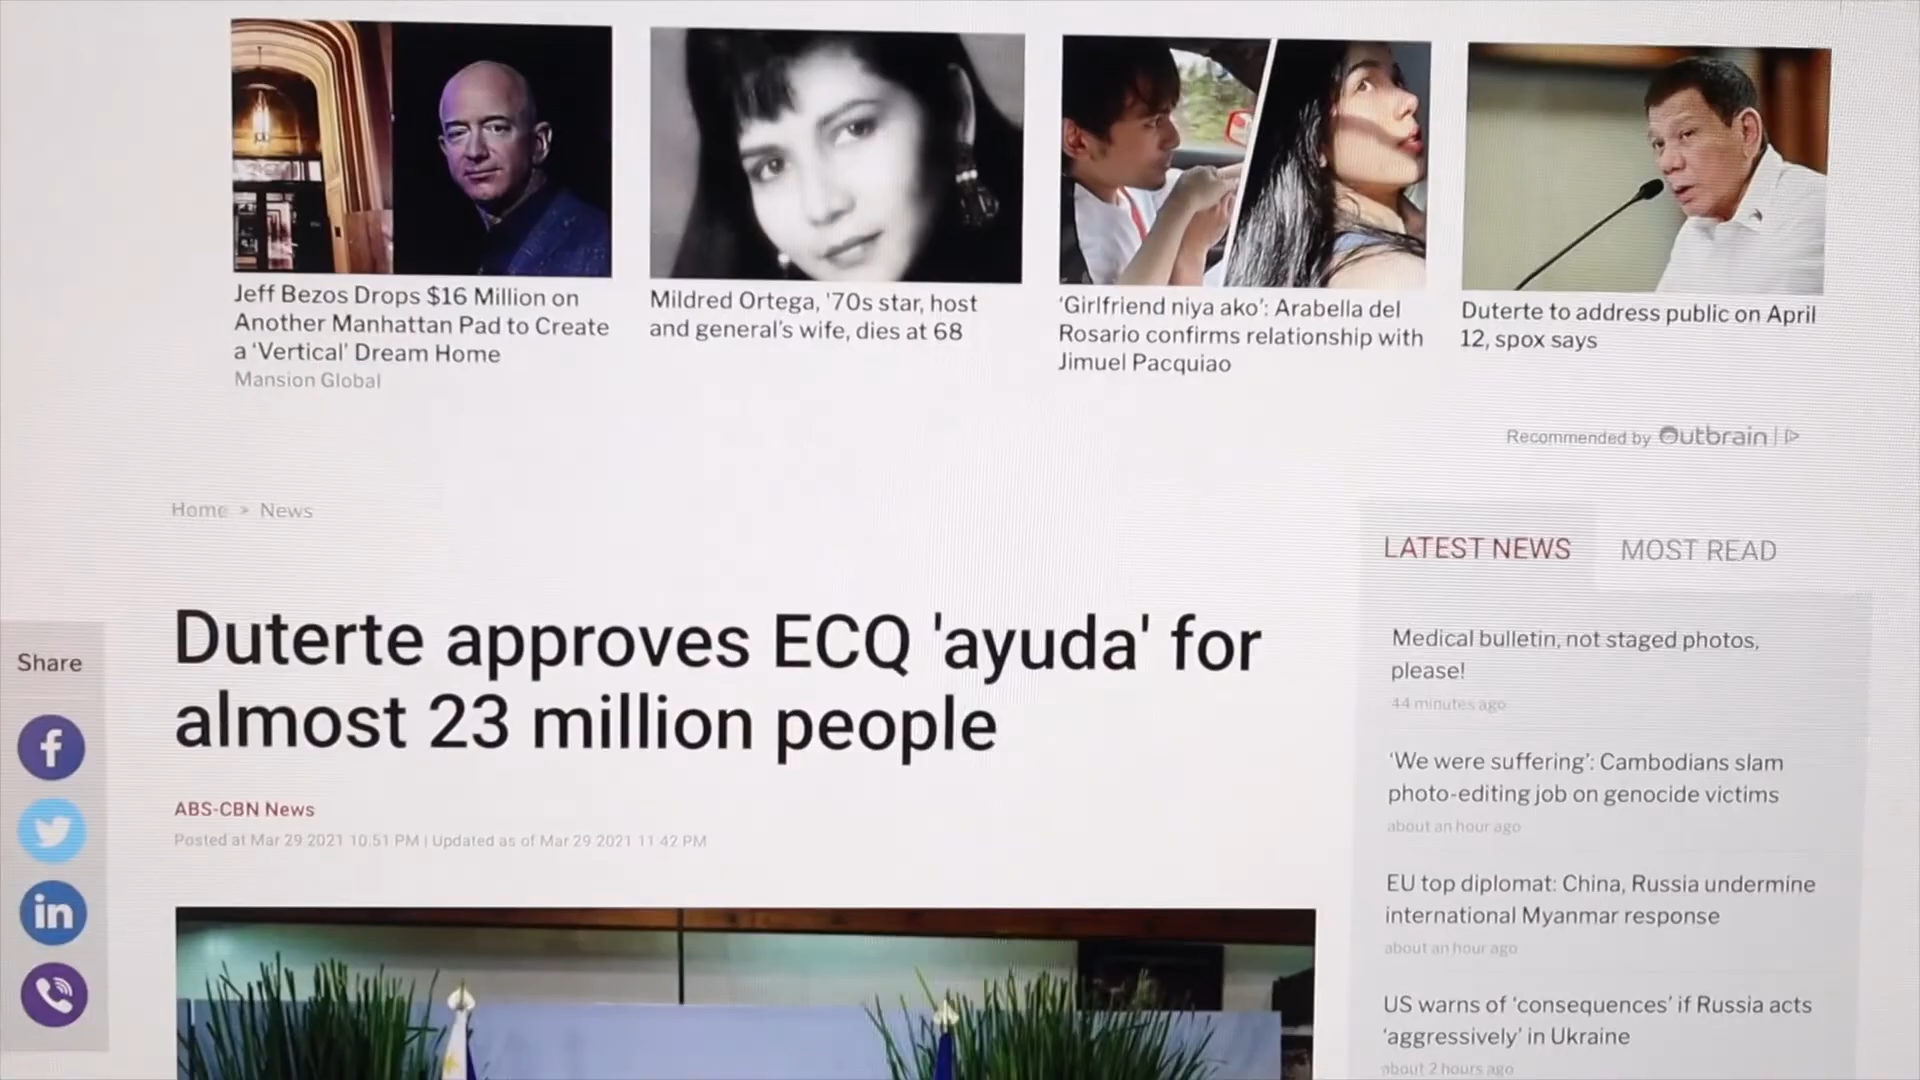 Jeff Bezos Drops $16 Million on
Another Manhattan Pad to Create
a 'Vertical' Dream Home
Mansion Global
Mildred Ortega, '70s star, host
and general's wife, dies at 68
'Girlfriend niya ako': Arabella del
Rosario confirms relationship with
Jimuel Pacquiao
Duterte to address public on April
12, spox says
Recommended by Outbrain
Home > News
Duterte approves ECQ 'ayuda' for
almost 23 million people
ABS-CBN News
Posted at Mar 29 2021 10:51 PM | Updated as of Mar 29 2021 11:42 PM
Share
f
in
LATEST NEWS
MOST READ
Medical bulletin, not staged photos,
please!
44 minutes ago
'We were suffering': Cambodians slam
photo-editing job on genocide victims
about an hour ago
EU top diplomat: China, Russia undermine
international Myanmar response
about an hour ago
US warns of 'consequences' if Russia acts
'aggressively' in Ukraine
about 2 hours ago